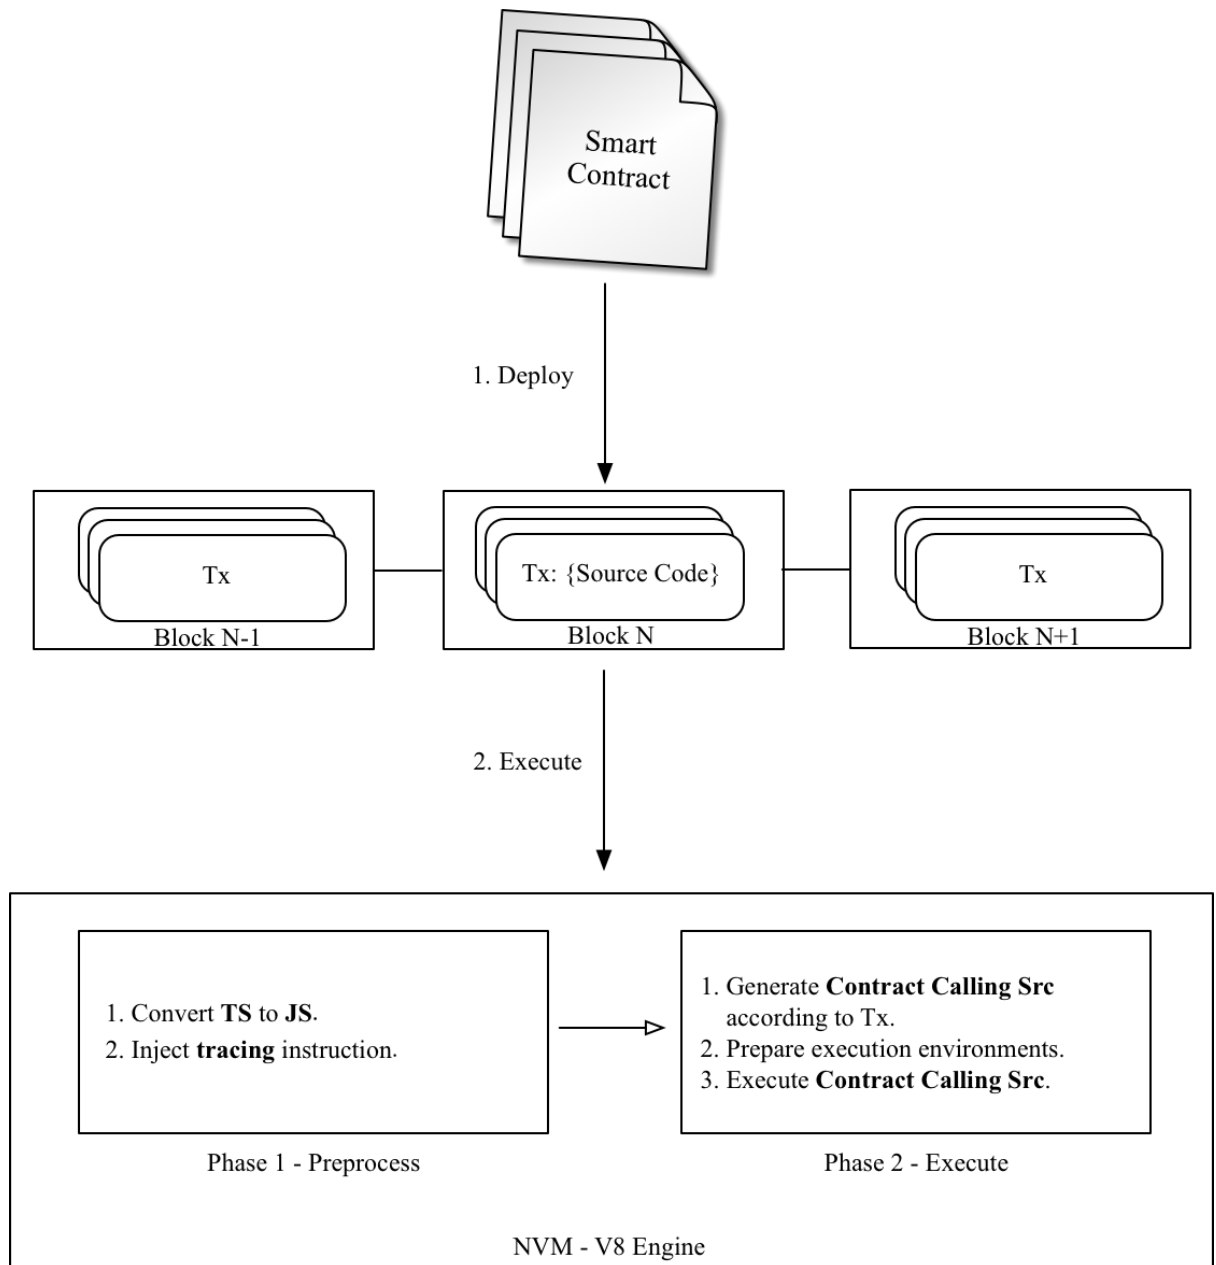 Smart
Contract
1. Deploy
Tx
Block N-1
Tx: {Source Code}
Block N
Tx
Block N+1
2. Execute
1. Convert TS to JS.
2. Inject tracing instruction.
Phase 1 - Preprocess
1. Generate Contract Calling Src
according to Tx.
2. Prepare execution environments.
3. Execute Contract Calling Src.
Phase 2 - Execute
NVM - V8 Engine